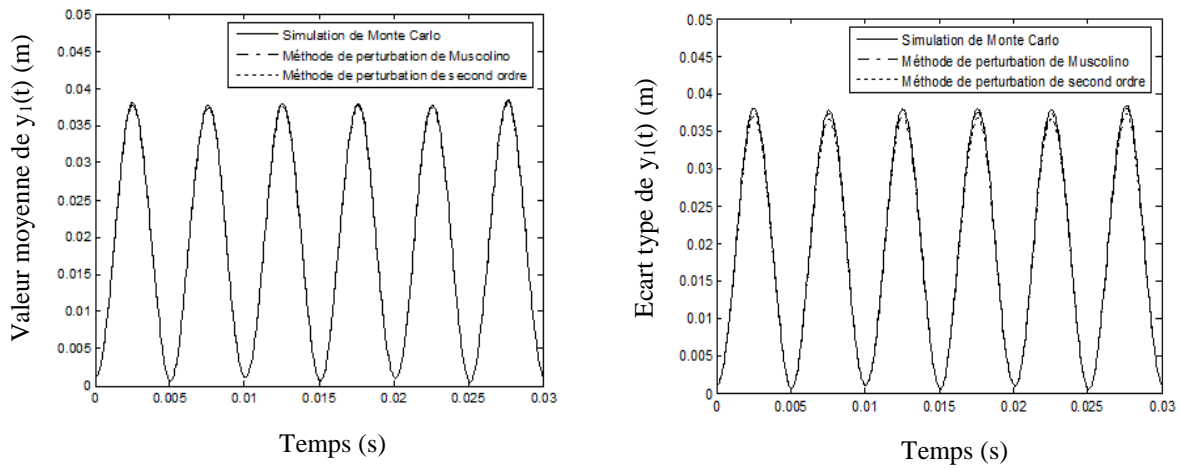 Valeur moyenne de y1(t) (m)
0.05
0.045
0.04
0.035
0.03
0.025
0.02
0.015
0.01
0.005
0
Simulation de Monte Carlo
Méthode de perturbation de Muscolino
Méthode de perturbation de second ordre
0 0.005 0.01 0.015 0.02 0.025 0.03
Temps (s)
Ecart type de y1(t) (m)
0.05
0.045
0.04
0.035
0.03
0.025
0.02
0.015
0.01
0.005
0
Simulation de Monte Carlo
Méthode de perturbation de Muscolino
Méthode de perturbation de second ordre
0 0.005 0.01 0.015 0.02 0.025 0.03
Temps (s)